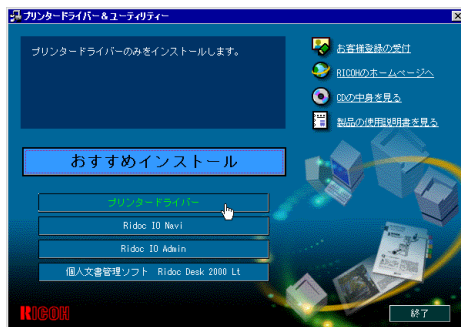 プリンタードライバー＆ユーティリティー
プリンタードライバーのみをインストールします。
お客様登録の受付
RICOHのホームページへ
CDの中身を見る
製品の使用説明書を見る
おすすめインストール
プリンタードライバー
Ridoc IO Navi
Ridoc IO Admin
個人文書管理ソフト Ridoc Desk 2000 Lt
RICOH
終了